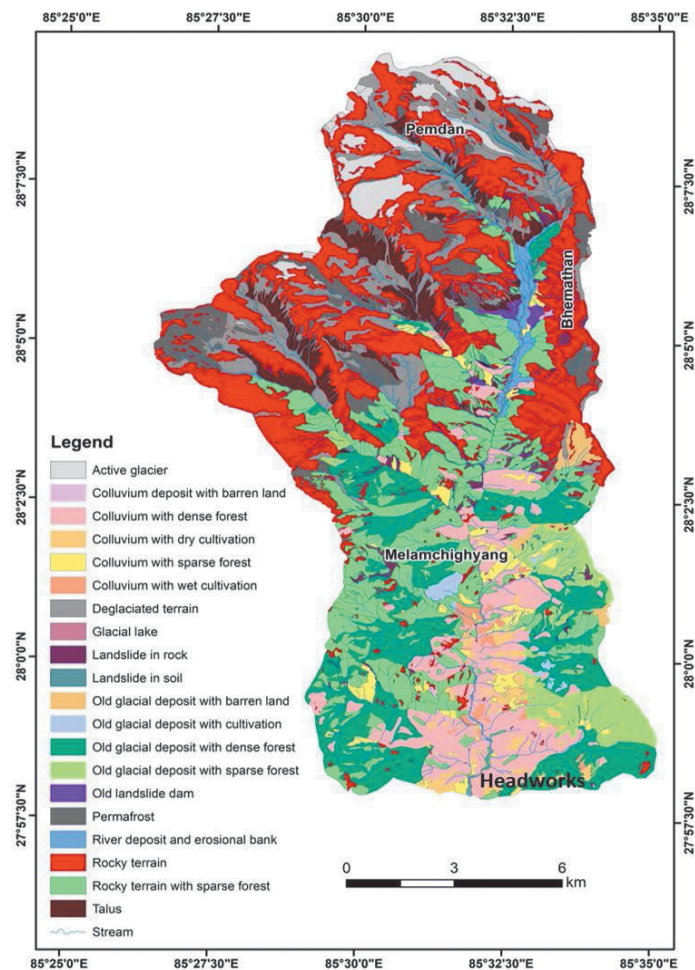 85°25'0"E 85°27'30"E 85°30'0"E 85°32'30"E 85°35'0"E
Pemdan
28°7'30"N 28°7'30"N
Bhemathan
28°5'0"N 28°5'0"N
Legend
Active glacier
Colluvium deposit with barren land
28°2'30"N 28°2'30"N
Colluvium with dense forest
Colluvium with dry cultivation
Melamchighyang
Colluvium with sparse forest
Colluvium with wet cultivation
Deglaciated terrain
Glacial lake
28°0'0"N 28°0'0"N
Landslide in rock
Landslide in soil
Old glacial deposit with barren land
Old glacial deposit with cultivation
Old glacial deposit with dense forest
Old glacial deposit with sparse forest
Headworks
Old landslide dam
27°57'30"N 27°57'30"N
Permafrost
River deposit and erosional bank
Rocky terrain
0 3 6
km
Rocky terrain with sparse forest
Talus
Stream
85°25'0"E 85°27'30"E 85°30'0"E 85°32'30"E 85°35'0"E